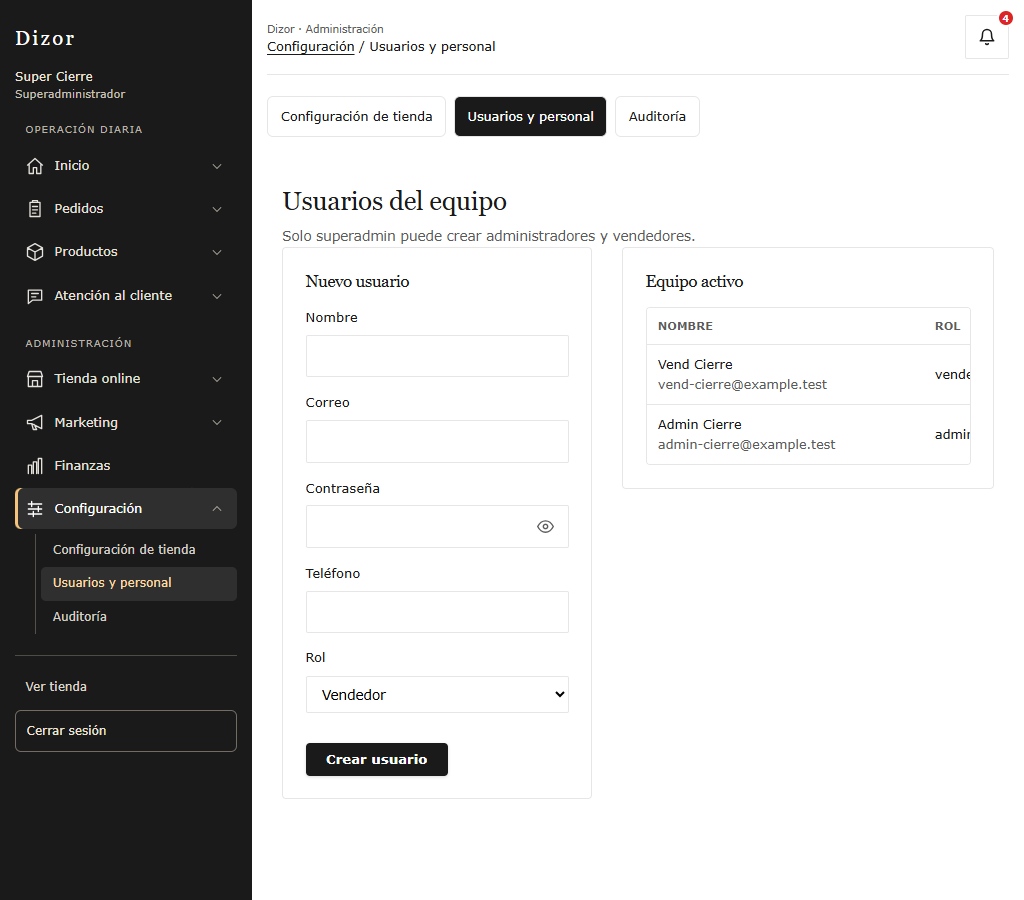 Dizor
Super Cierre
Superadministrador
OPERACIÓN DIARIA
Inicio
Pedidos
Productos
Atención al cliente
ADMINISTRACIÓN
Tienda online
Marketing
Finanzas
Configuración
Configuración de tienda
Usuarios y personal
Auditoría
Ver tienda
Cerrar sesión
Dizor · Administración
Configuración / Usuarios y personal
4
Configuración de tienda
Usuarios y personal
Auditoría
Usuarios del equipo
Solo superadmin puede crear administradores y vendedores.
Nuevo usuario
Nombre
Correo
Contraseña
Teléfono
Rol
Vendedor
Crear usuario
Equipo activo
NOMBRE ROL
Vend Cierre
vend-cierre@example.test
Admin Cierre
admin-cierre@example.test